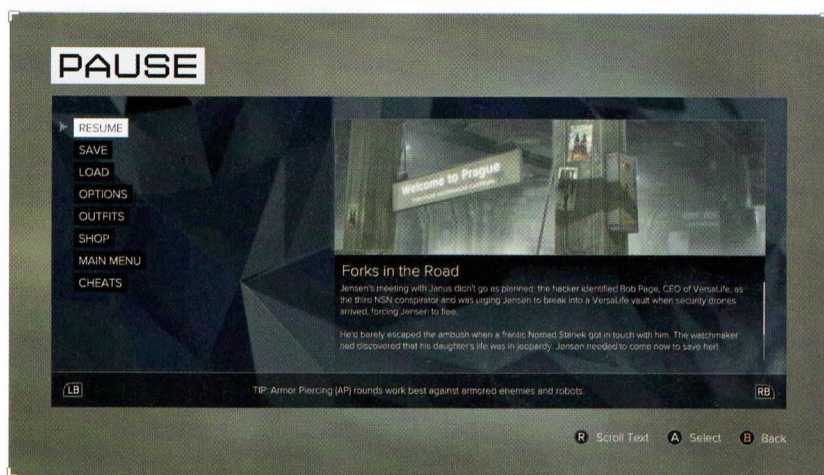 PAUSE
RESUME
SAVE
LOAD
OPTIONS
OUTFITS
SHOP
MAIN MENU
CHEATS
Welcome to Prague
Forks in the Road
Jensen's meeting with Janus didn't go as planned: the hacker identified Bob Page, CEO of VersaLife, as
the third NSN conspirator and was urging Jensen to break into a VersaLife vault when security drones
arrived, forcing Jensen to flee.
He'd barely escaped the ambush when a frantic Nomad Stanek got in touch with him. The watchmaker
had discovered that his daughter's life was in jeopardy. Jensen needed to come now to save her!
LB
TIP: Armor Piercing (AP) rounds work best against armored enemies and robots.
RB
R Scroll Text A Select B Back